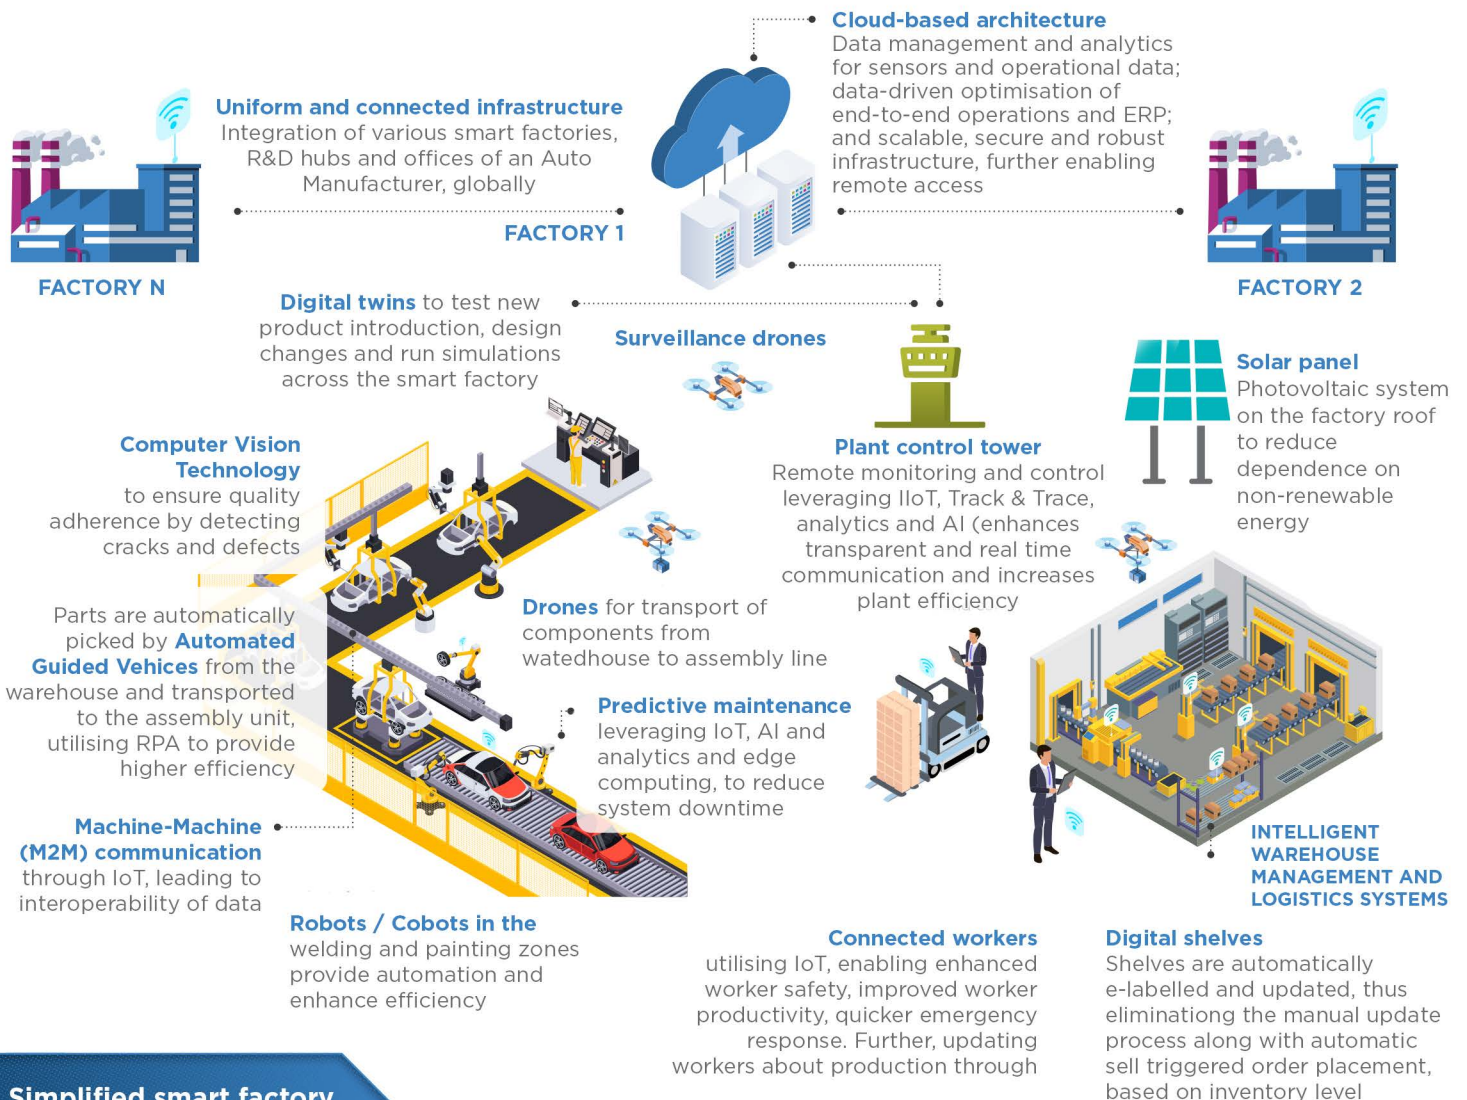 Cloud-based architecture
Data management and analytics
for sensors and operational data;
data-driven optimisation of
end-to-end operations and ERP;
and scalable, secure and robust
infrastructure, further enabling
remote access
Uniform and connected infrastructure
Integration of various smart factories,
R&D hubs and offices of an Auto
Manufacturer, globally
FACTORY 1
FACTORY N
FACTORY 2
Digital twins to test new
product introduction, design
changes and run simulations
across the smart factory
Surveillance drones
Solar panel
Photovoltaic system
on the factory roof
to reduce
dependence on
non-renewable
energy
Computer Vision
Technology
to ensure quality
adherence by detecting
cracks and defects
Plant control tower
Remote monitoring and control
leveraging IIoT, Track & Trace,
analytics and AI (enhances
transparent and real time
communication and increases
plant efficiency
Parts are automatically
picked by Automated
Guided Vehices from the
warehouse and transported
to the assembly unit,
utilising RPA to provide
higher efficiency
Drones for transport of
components from
watedhouse to assembly line
Predictive maintenance
leveraging IoT, AI and
analytics and edge
computing, to reduce
system downtime
Machine-Machine
(M2M) communication
through IoT, leading to
interoperability of data
INTELLIGENT
WAREHOUSE
MANAGEMENT AND
LOGISTICS SYSTEMS
Robots / Cobots in the
welding and painting zones
provide automation and
enhance efficiency
Connected workers
utilising IoT, enabling enhanced
worker safety, improved worker
productivity, quicker emergency
response. Further, updating
workers about production through
Digital shelves
Shelves are automatically
e-labelled and updated, thus
eliminationg the manual update
process along with automatic
sell triggered order placement,
based on inventory level
Simplified smart factory